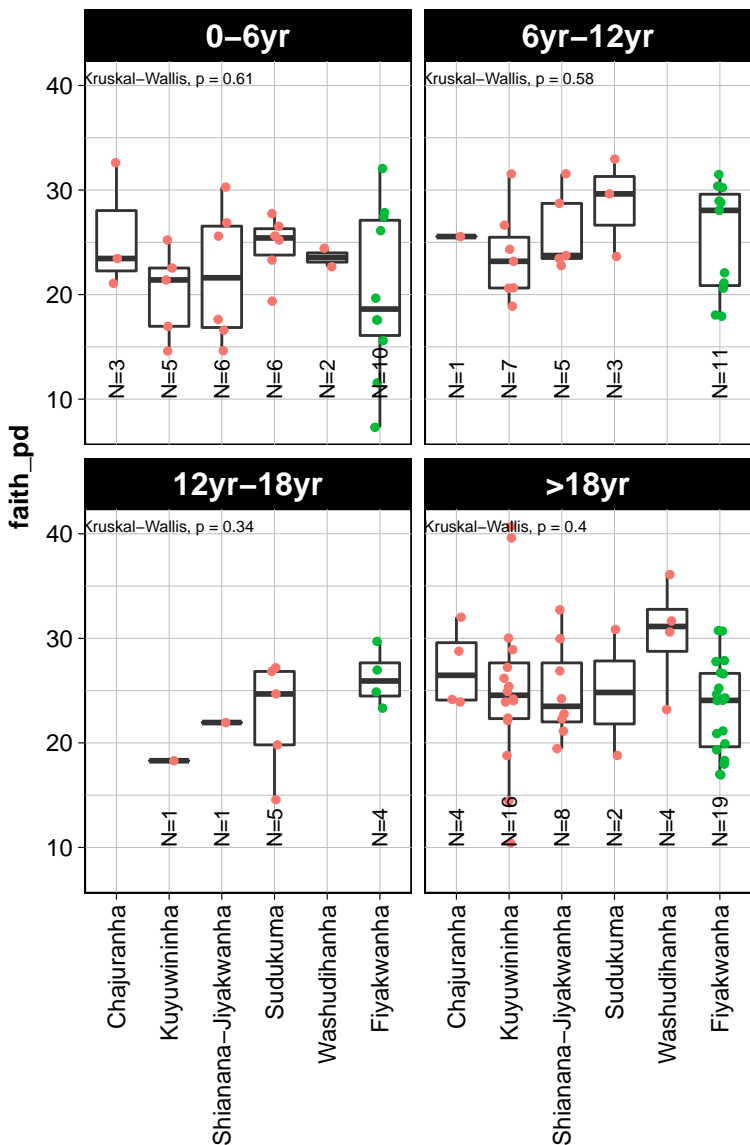 faith_pd
0−6yr
Kruskal−Wallis, p = 0.61
40
30
20
10
N=3
N=5
N=6
N=6
N=2
N=10
6yr−12yr
Kruskal−Wallis, p = 0.58
N=1
N=7
N=5
N=3
N=11
12yr−18yr
Kruskal−Wallis, p = 0.34
40
30
20
10
N=1
N=1
N=5
N=4
>18yr
Kruskal−Wallis, p = 0.4
N=4
N=16
N=8
N=2
N=4
N=19
Chajuranha
Kuyuwininha
Shianana−Jiyakwanha
Sudukuma
Washudihanha
Fiyakwanha
Chajuranha
Kuyuwininha
Shianana−Jiyakwanha
Sudukuma
Washudihanha
Fiyakwanha